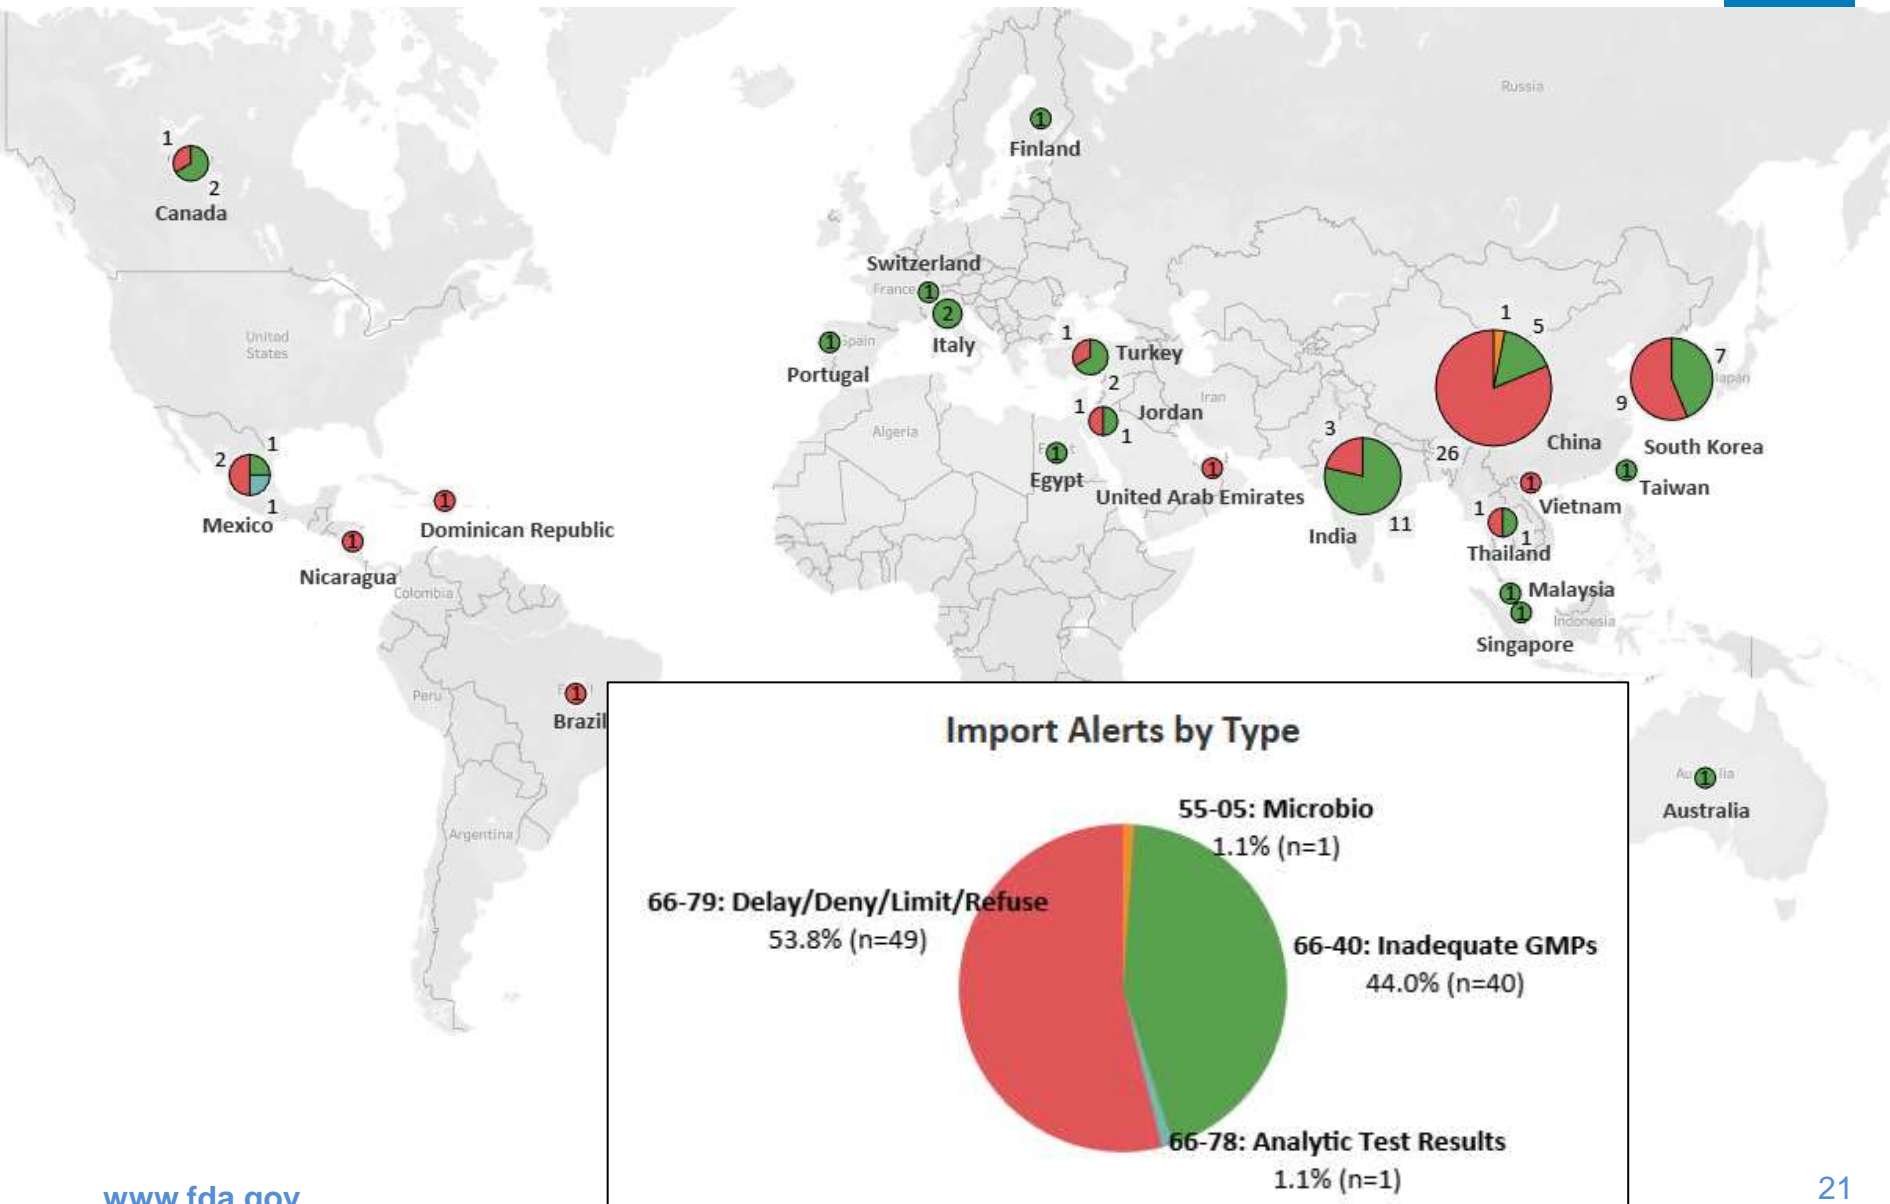 Russia
1
Finland
1
2
Canada
Switzerland
France
1
2
Italy
United
States
1
Spain
Portugal
1
Turkey
2
1
5
26
China
7
9
Japan
South Korea
1
Jordan
1
Iran
Algeria
1
Egypt
1
United Arab Emirates
3
11
India
1
Taiwan
1
Vietnam
1
1
Thailand
1
Malaysia
1
Indonesia
Singapore
2
1
1
Mexico
1
Dominican Republic
1
Nicaragua
Colombia
Peru
1
Brazil
Argentina
1
Australia
Import Alerts by Type
55-05: Microbio
1.1% (n=1)
66-79: Delay/Deny/Limit/Refuse
53.8% (n=49)
66-40: Inadequate GMPs
44.0% (n=40)
66-78: Analytic Test Results
1.1% (n=1)
www.fda.gov
21